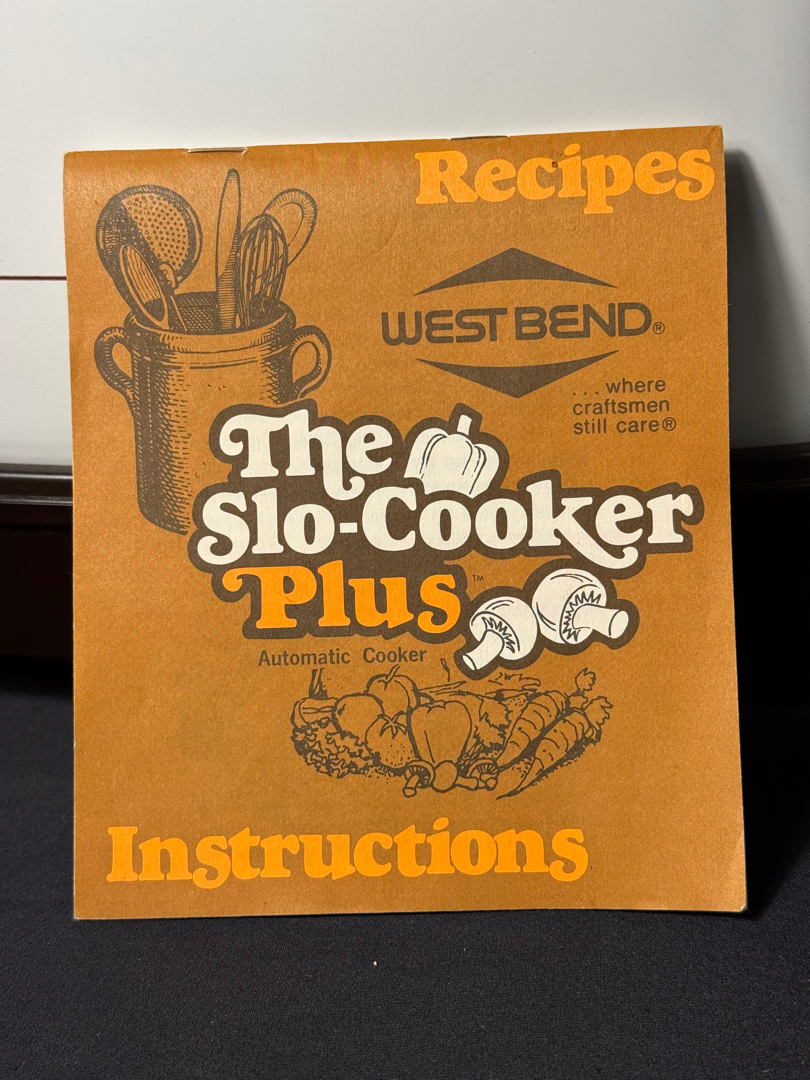 Recipes
WEST BEND®
...where
craftsmen
still care®
The
Slo-Cooker
Plus™
Automatic Cooker
Instructions